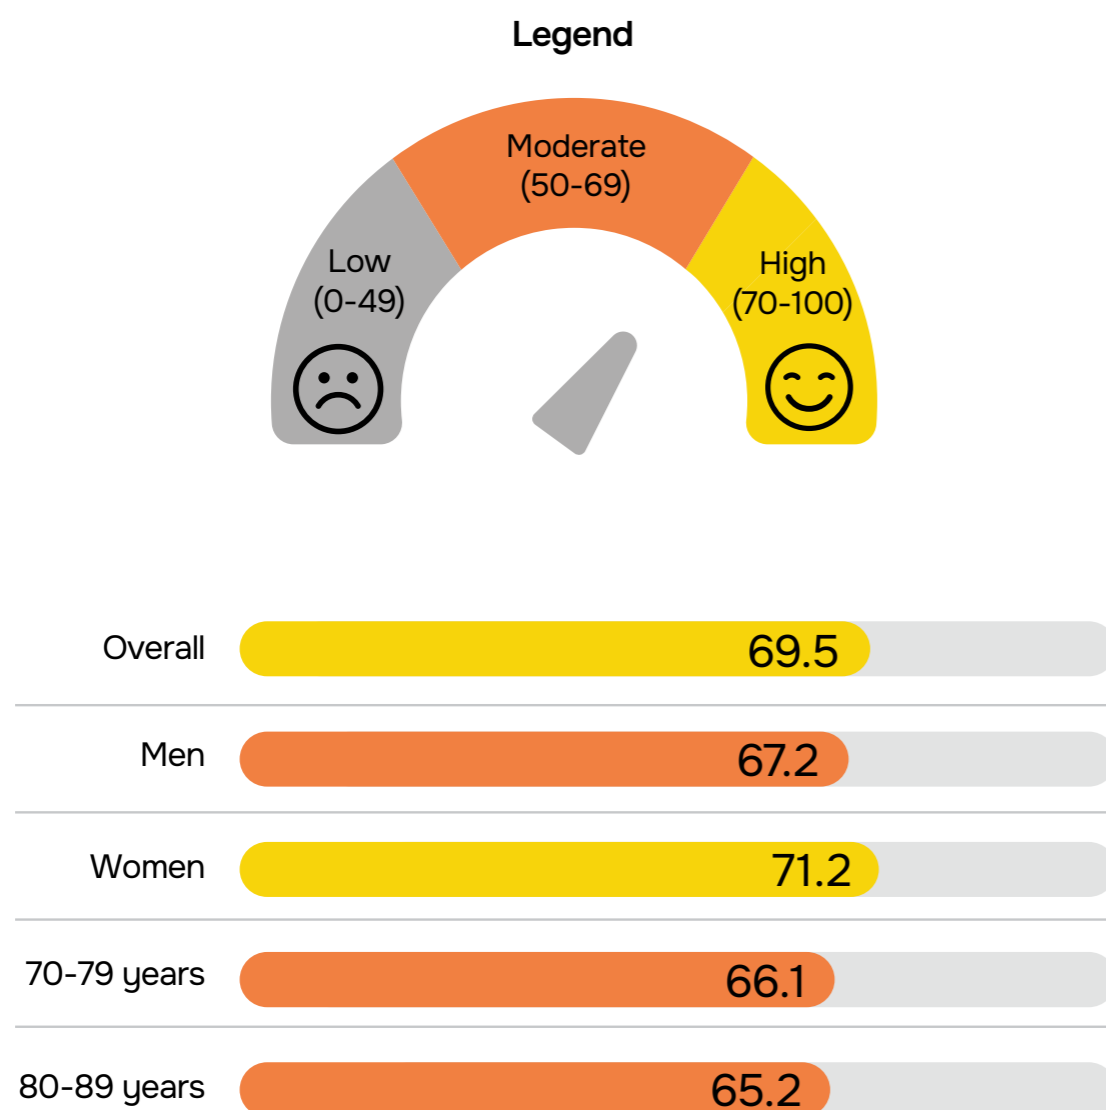 Legend
Moderate
(50-69)
Low
(0-49)
High
(70-100)
Overall 69.5
Men 67.2
Women 71.2
70-79 years 66.1
80-89 years 65.2